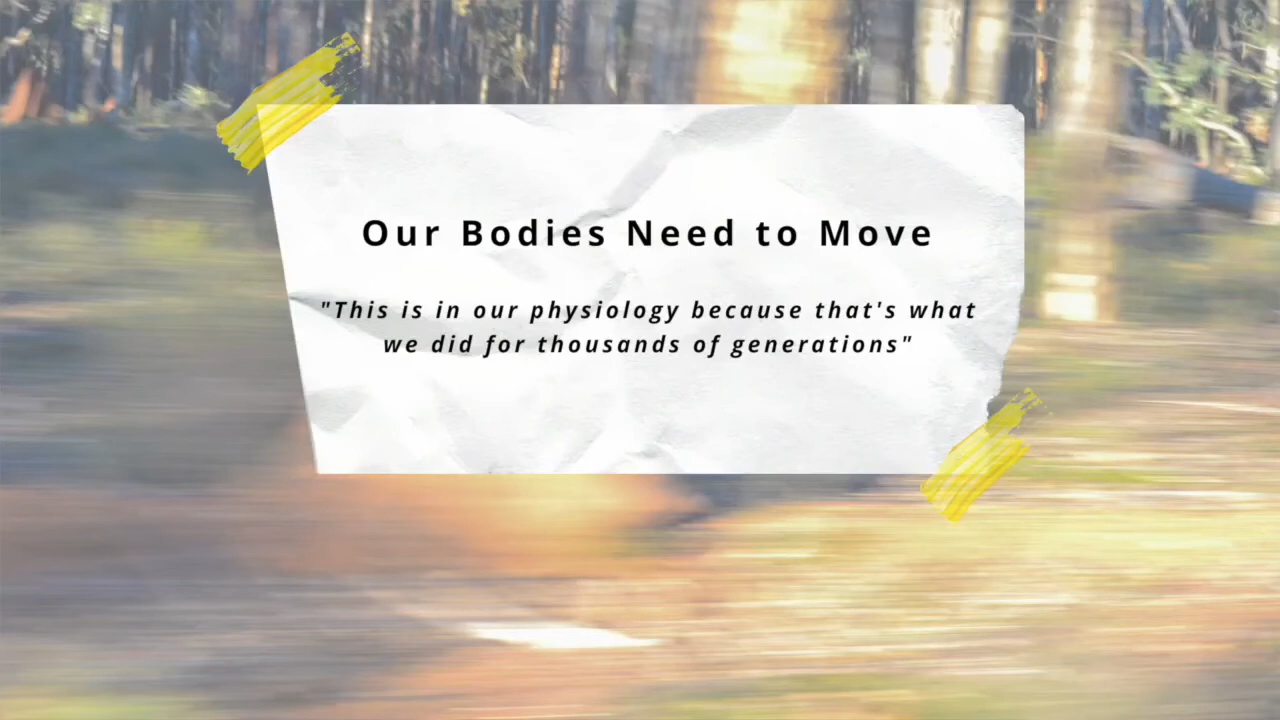 Our Bodies Need to Move
"This is in our physiology because that's what
we did for thousands of generations"